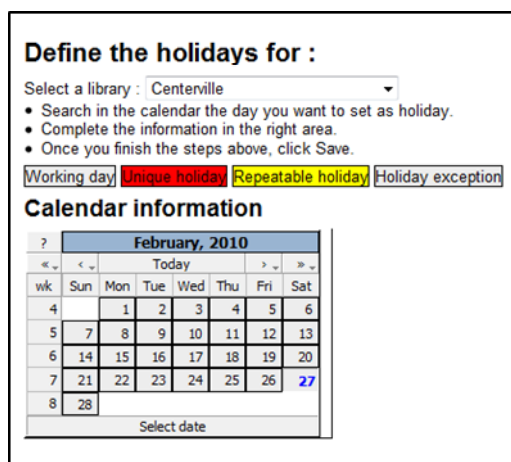 Define the holidays for :
Select a library : Centerville
• Search in the calendar the day you want to set as holiday.
• Complete the information in the right area.
• Once you finish the steps above, click Save.
Working day Unique holiday Repeatable holiday Holiday exception
Calendar information
? February, 2010
« ‹ Today › »
wk Sun Mon Tue Wed Thu Fri Sat
4 1 2 3 4 5 6
5 7 8 9 10 11 12 13
6 14 15 16 17 18 19 20
7 21 22 23 24 25 26 27
8 28
Select date